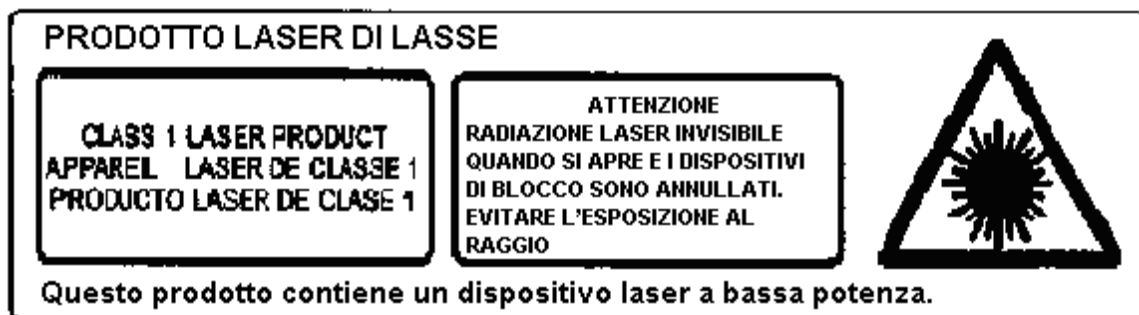 PRODOTTO LASER DI LASSE
CLASS 1 LASER PRODUCT
APPAREIL LASER DE CLASSE 1
PRODUCTO LASER DE CLASE 1
ATTENZIONE
RADIAZIONE LASER INVISIBILE
QUANDO SI APRE E I DISPOSITIVI
DI BLOCCO SONO ANNULLATI.
EVITARE L'ESPOSIZIONE AL
RAGGIO
Questo prodotto contiene un dispositivo laser a bassa potenza.